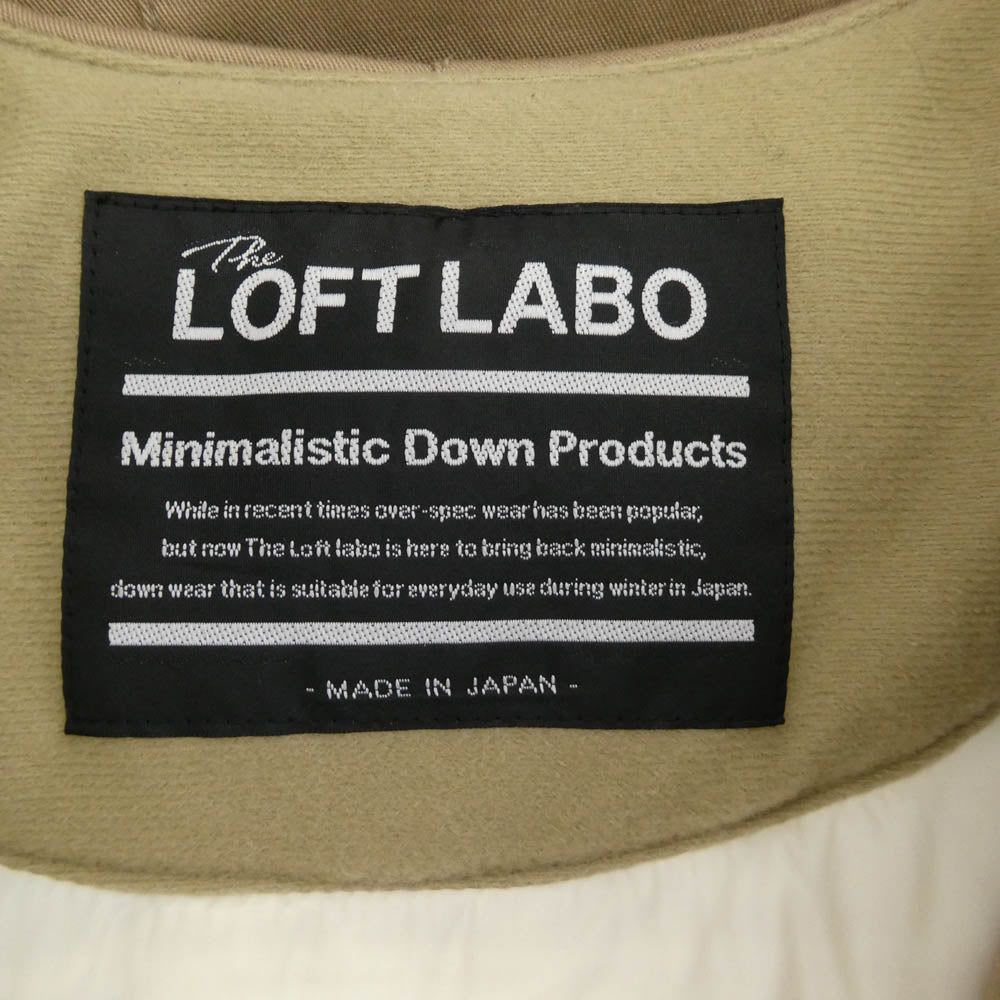 The
LOFT LABO
Minimalistic Down Products
While in recent times over-spec wear has been popular,
but now The Loft labo is here to bring back minimalistic,
down wear that is suitable for everyday use during winter in Japan.
- MADE IN JAPAN -